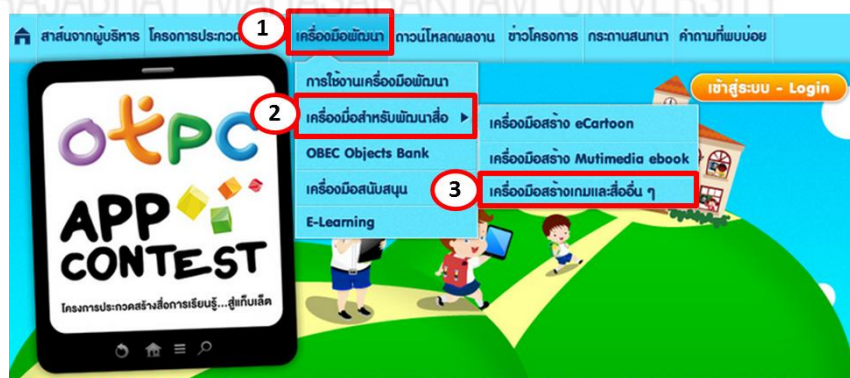 RAJABHAT MAHASARAKHAM UNIVERSITY
สาส์นจากผู้บริหาร โครงการประกวด 1 เครื่องมือพัฒนา ดาวน์โหลดผลงาน ข่าวโครงการ กระดานสนทนา คำถามที่พบบ่อย
เข้าสู่ระบบ - Login
การใช้งานเครื่องมือพัฒนา
2 เครื่องมือสำหรับพัฒนาสื่อ
OBEC Objects Bank
เครื่องมือสนับสนุน
E-Learning
เครื่องมือสร้าง eCartoon
เครื่องมือสร้าง Mutimedia ebook
3 เครื่องมือสร้างเกมและสื่ออื่น ๆ
otpc
APP
CONTEST
โครงการประกวดสร้างสื่อการเรียนรู้...สู่แท็บเล็ต